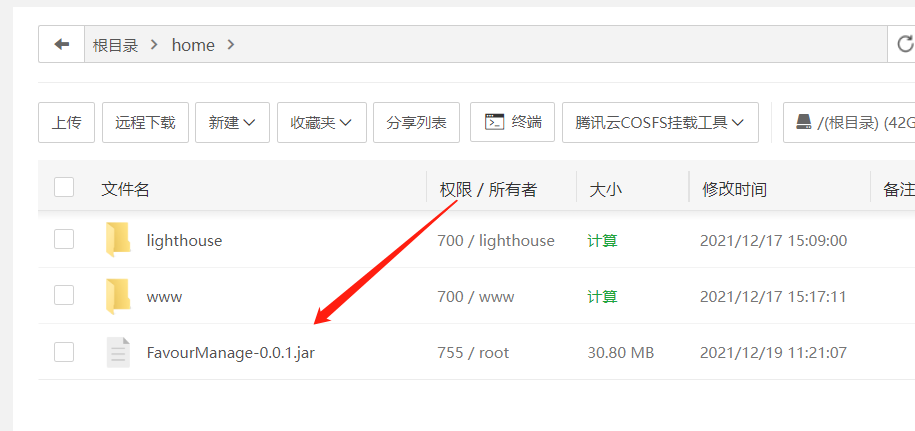 根目录 > home >
上传 远程下载 新建 收藏夹 分享列表 终端 腾讯云COSFS挂载工具 /(根目录) (42G
文件名 权限 / 所有者 大小 修改时间 备注
lighthouse 700 / lighthouse 计算 2021/12/17 15:09:00
www 700 / www 计算 2021/12/17 15:17:11
FavourManage-0.0.1.jar 755 / root 30.80 MB 2021/12/19 11:21:07